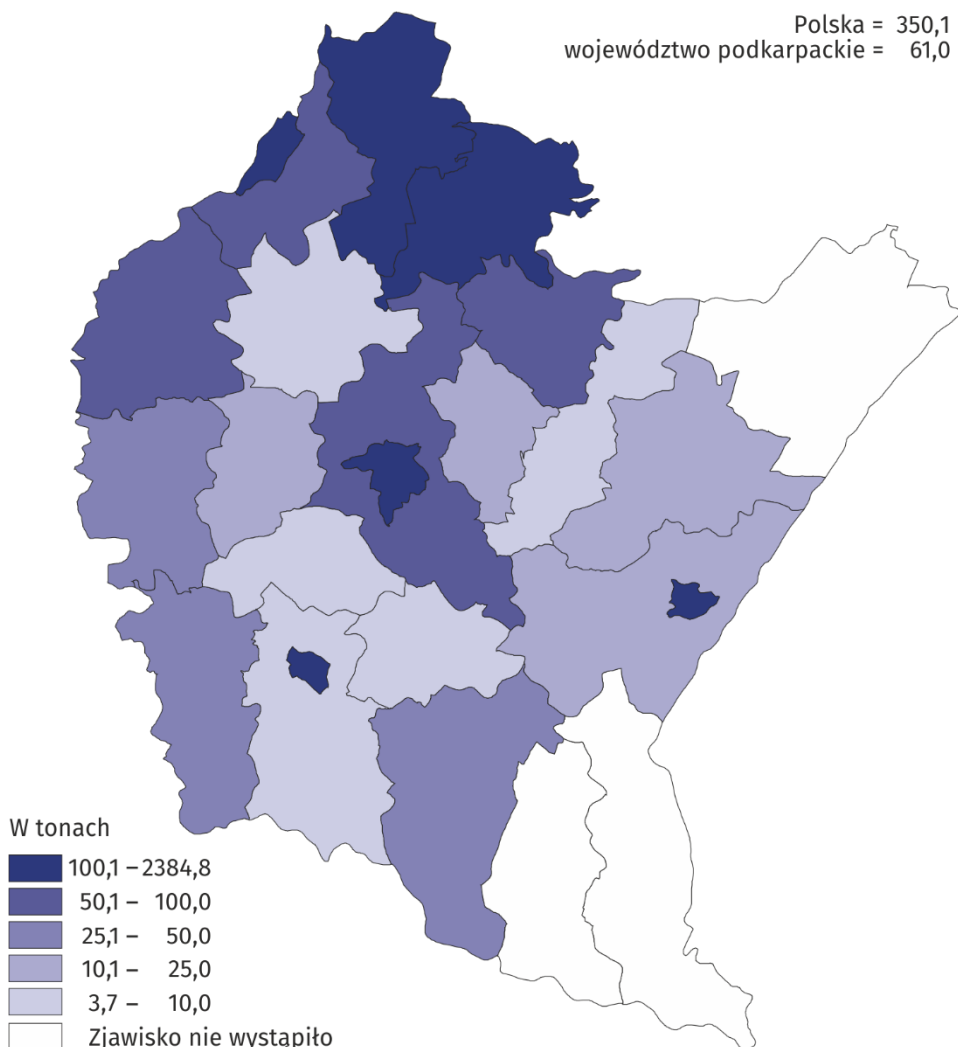 Polska = 350,1
województwo podkarpackie = 61,0
W tonach
100,1 – 2384,8
50,1 – 100,0
25,1 – 50,0
10,1 – 25,0
3,7 – 10,0
Zjawisko nie wystąpiło